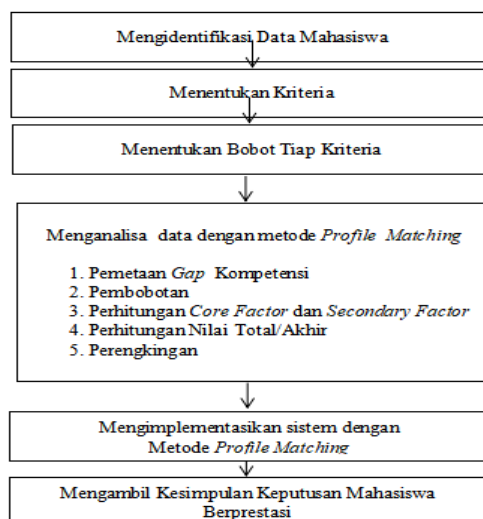 Mengidentifikasi Data Mahasiswa
Menentukan Kriteria
Menentukan Bobot Tiap Kriteria
Menganalisa data dengan metode Profile Matching
1. Pemetaan Gap Kompetensi
2. Pembobotan
3. Perhitungan Core Factor dan Secondary Factor
4. Perhitungan Nilai Total/Akhir
5. Perengkingan
Mengimplementasikan sistem dengan
Metode Profile Matching
Mengambil Kesimpulan Keputusan Mahasiswa
Berprestasi